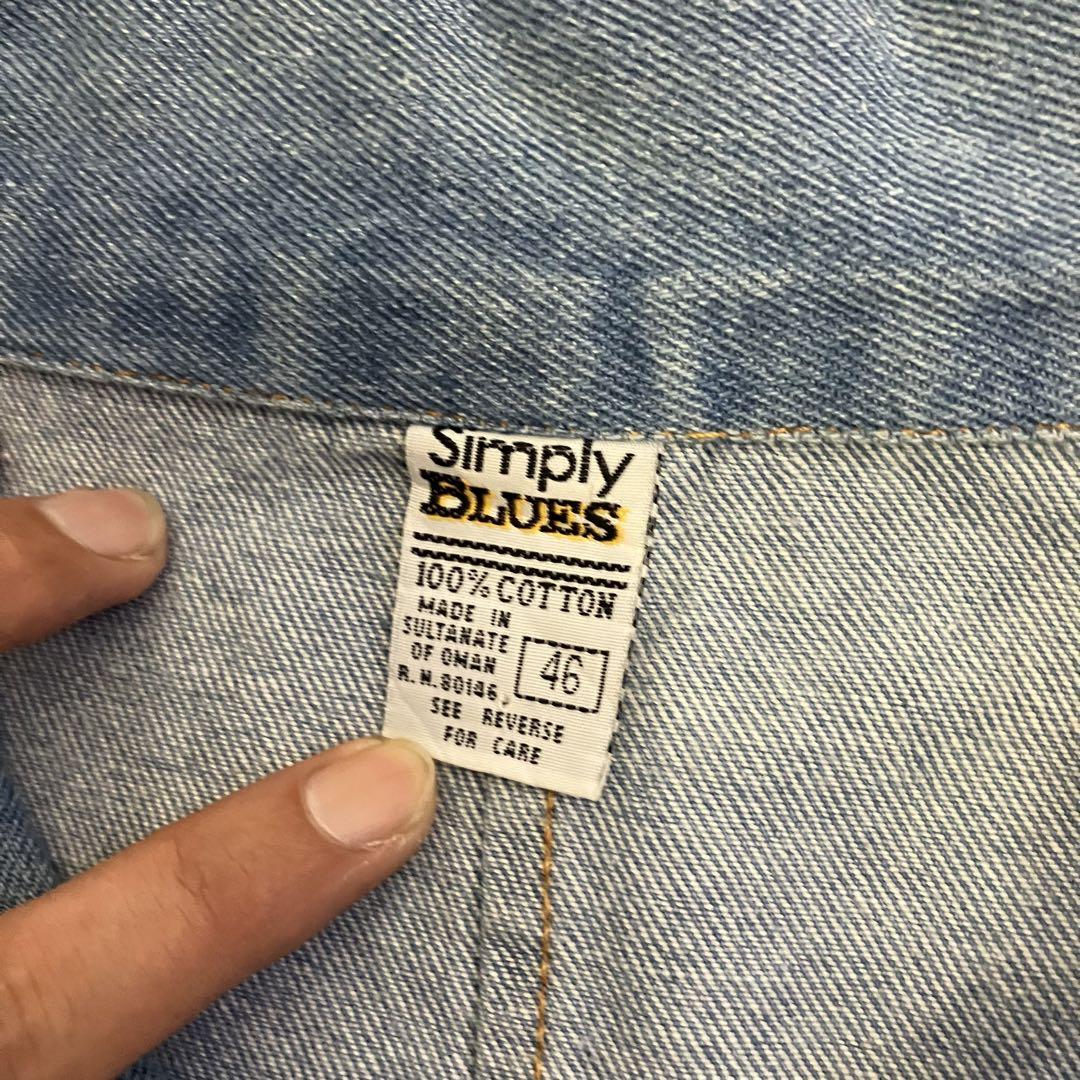 Simply
BLUES
100% COTTON
MADE IN
SULTANATE
OF OMAN
R.N.80146,
46
SEE REVERSE
FOR CARE